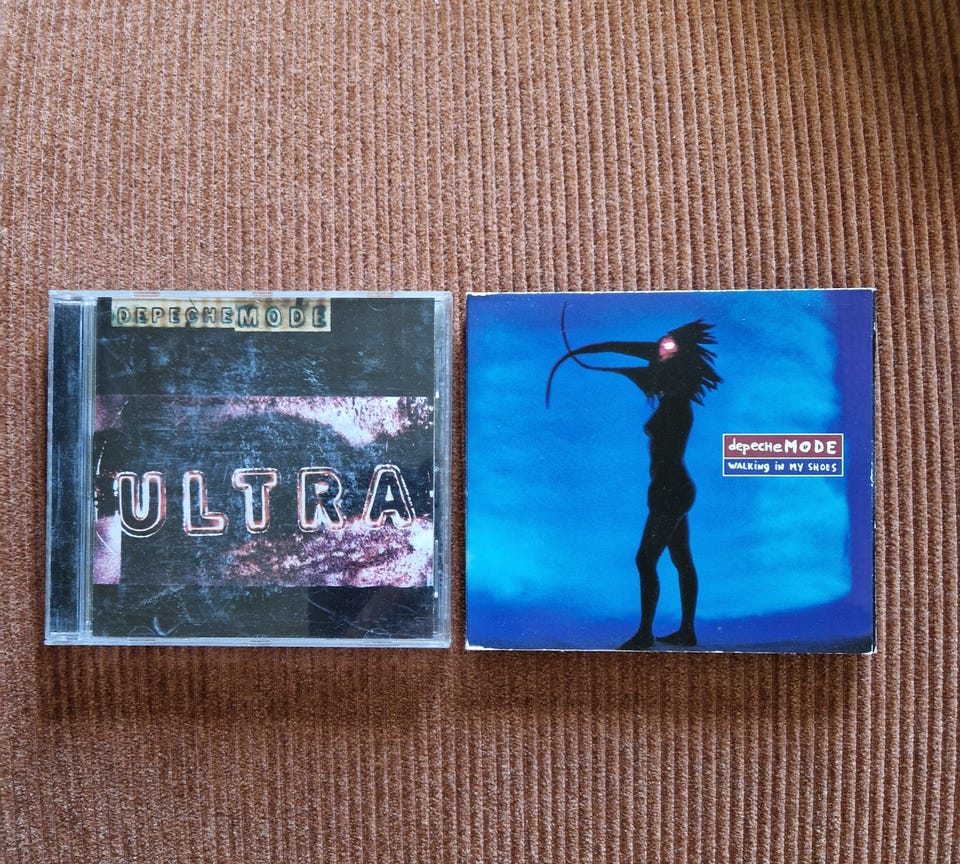 DEPECHEMODE
ULTRA
depecheMODE
WALKing in MY SHOES